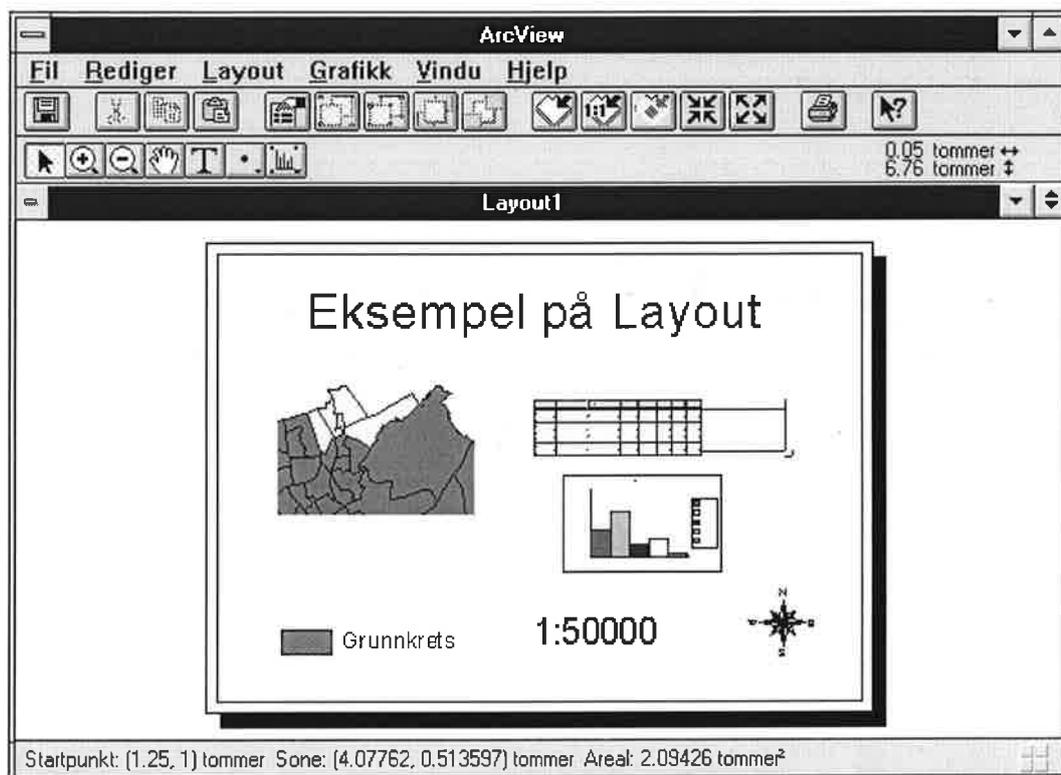 ArcView
Fil Rediger Layout Grafikk Vindu Hjelp
T
0.05 tommer ↔
6.76 tommer ↕
Layout1
Eksempel på Layout
N
S
Grunnkrets
1:50000
Startpunkt: (1.25, 1) tommer Sone: (4.07762, 0.513597) tommer Areal: 2.09426 tommer²